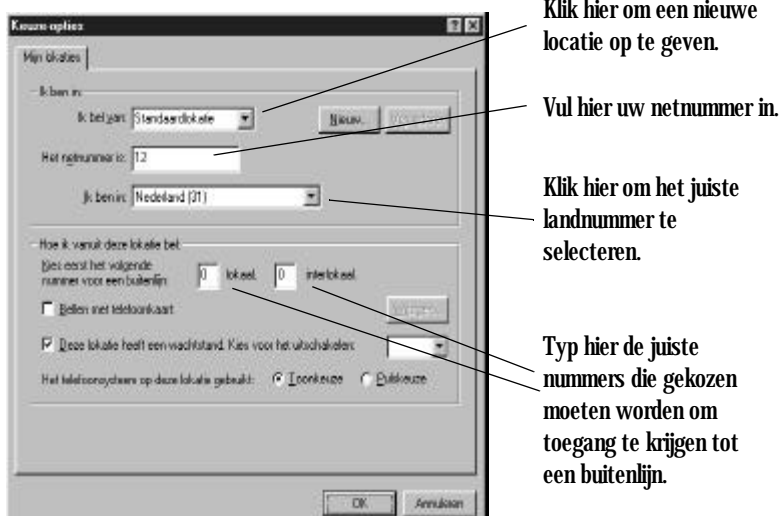 Keuze-opties
Mijn lokaties
Ik ben in:
Ik bel van: Standaardlokatie
Nieuw...
Het netnummer is: 12
Ik ben in: Nederland (31)
Hoe ik vanuit deze lokatie bel:
Kies eerst het volgende
nummer voor een buitenlijn: 0 lokaal, 0 interlokaal.
Bellen met telefoonkaart
Deze lokatie heeft een wachtstand. Kies voor het uitschakelen:
Het telefoonsysteem op deze lokatie gebruikt: Toonkeuze Pulskeuze
OK Annuleren
Klik hier om een nieuwe
locatie op te geven.
Vul hier uw netnummer in.
Klik hier om het juiste
landnummer te
selecteren.
Typ hier de juiste
nummers die gekozen
moeten worden om
toegang te krijgen tot
een buitenlijn.